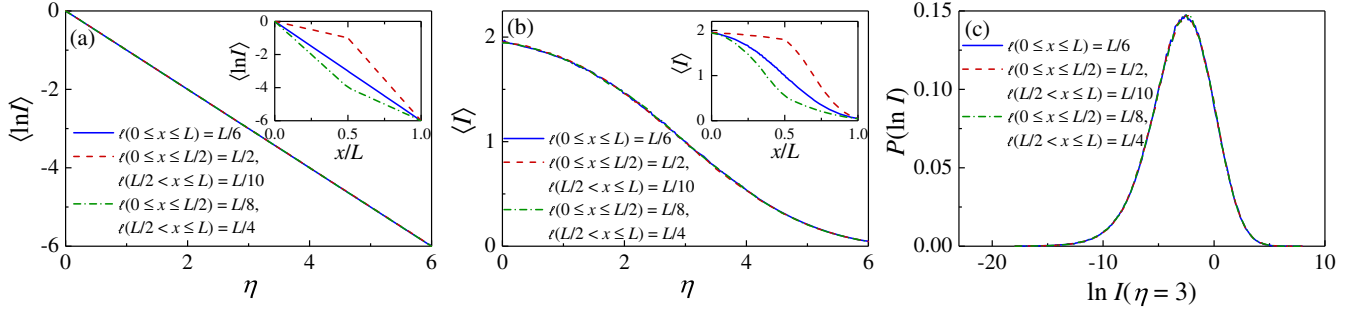 (a)
⟨lnI⟩
0
-2
-4
-6
0
2
4
6
η
ℓ(0 ≤ x ≤ L) = L/6
ℓ(0 ≤ x ≤ L/2) = L/2,
ℓ(L/2 < x ≤ L) = L/10
ℓ(0 ≤ x ≤ L/2) = L/8,
ℓ(L/2 < x ≤ L) = L/4
⟨lnI⟩
0
-2
-4
-6
0.0
0.5
1.0
x/L
(b)
⟨I⟩
2
1
0
0
2
4
6
η
ℓ(0 ≤ x ≤ L) = L/6
ℓ(0 ≤ x ≤ L/2) = L/2,
ℓ(L/2 < x ≤ L) = L/10
ℓ(0 ≤ x ≤ L/2) = L/8,
ℓ(L/2 < x ≤ L) = L/4
⟨I⟩
2
1
0
0.0
0.5
1.0
x/L
(c)
P(ln I)
0.15
0.10
0.05
0.00
-20
-10
0
10
ln I(η = 3)
ℓ(0 ≤ x ≤ L) = L/6
ℓ(0 ≤ x ≤ L/2) = L/2,
ℓ(L/2 < x ≤ L) = L/10
ℓ(0 ≤ x ≤ L/2) = L/8,
ℓ(L/2 < x ≤ L) = L/4